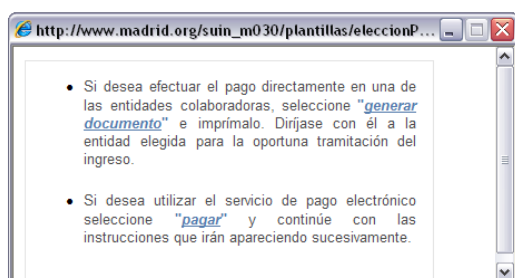 http://www.madrid.org/suin_m030/plantillas/eleccionP...
• Si desea efectuar el pago directamente en una de
las entidades colaboradoras, seleccione "generar
documento" e imprímalo. Diríjase con él a la
entidad elegida para la oportuna tramitación del
ingreso.
• Si desea utilizar el servicio de pago electrónico
seleccione "pagar" y continúe con las
instrucciones que irán apareciendo sucesivamente.